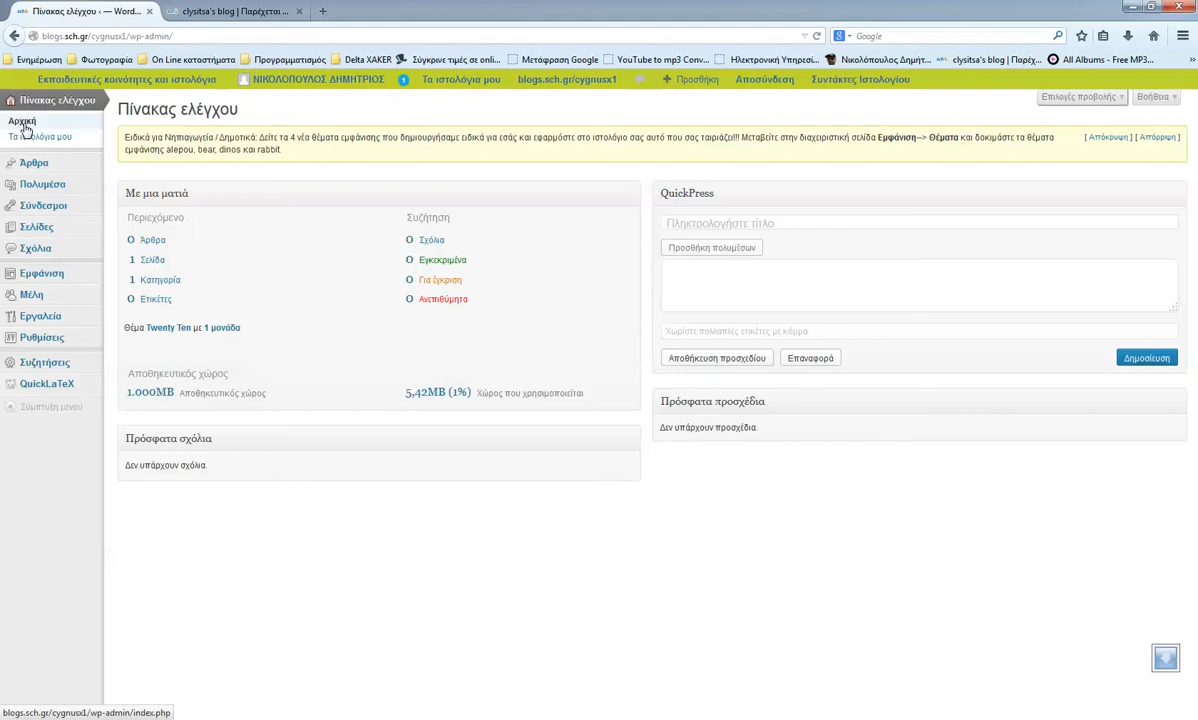 Πίνακας ελέγχου ‹ — Word...
clysitsa's blog | Παρέχεται ...
blogs.sch.gr/cygnusx1/wp-admin/
Google
Ενημέρωση
Φωτογραφία
On Line καταστήματα
Προγραμματισμός
Delta XAKER
Σύγκρινε τιμές σε onli...
Μετάφραση Google
YouTube to mp3 Conv...
Ηλεκτρονική Υπηρεσί...
Νικολόπουλος Δημήτ...
clysitsa's blog | Παρέχ...
All Albums - Free MP3...
Εκπαιδευτικές κοινότητες και ιστολόγια
ΝΙΚΟΛΟΠΟΥΛΟΣ ΔΗΜΗΤΡΙΟΣ
1
Τα ιστολόγια μου
blogs.sch.gr/cygnusx1
Προσθήκη
Αποσύνδεση
Συντάκτες Ιστολογίου
Πίνακας ελέγχου
Αρχική
Τα ιστολόγια μου
Άρθρα
Πολυμέσα
Σύνδεσμοι
Σελίδες
Σχόλια
Εμφάνιση
Μέλη
Εργαλεία
Ρυθμίσεις
Συζητήσεις
QuickLaTeX
Σύμπτυξη μενού
Επιλογές προβολής
Βοήθεια
Πίνακας ελέγχου
Ειδικά για Νηπιαγωγεία / Δημοτικά: Δείτε τα 4 νέα θέματα εμφάνισης που δημιουργήσαμε ειδικά για εσάς και εφαρμόστε στο ιστολόγιο σας αυτό που σας ταιριάζει!!! Μεταβείτε στην διαχειριστική σελίδα Εμφάνιση--> Θέματα και δοκιμάστε τα θέματα
εμφάνισης alepou, bear, dinos και rabbit.
[ Απόκρυψη ] [ Απόρριψη ]
Με μια ματιά
Περιεχόμενο
Συζήτηση
0 Άρθρα
0 Σχόλια
1 Σελίδα
0 Εγκεκριμένα
1 Κατηγορία
0 Για έγκριση
0 Ετικέτες
0 Ανεπιθύμητα
Θέμα Twenty Ten με 1 μονάδα
Αποθηκευτικός χώρος
1.000MB Αποθηκευτικός χώρος
5,42MB (1%) Χώρος που χρησιμοποιείται
Πρόσφατα σχόλια
Δεν υπάρχουν σχόλια.
QuickPress
Πληκτρολογήστε τίτλο
Προσθήκη πολυμέσων
Χωρίστε πολλαπλές ετικέτες με κόμμα
Αποθήκευση προσχεδίου
Επαναφορά
Δημοσίευση
Πρόσφατα προσχέδια
Δεν υπάρχουν προσχέδια.
blogs.sch.gr/cygnusx1/wp-admin/index.php